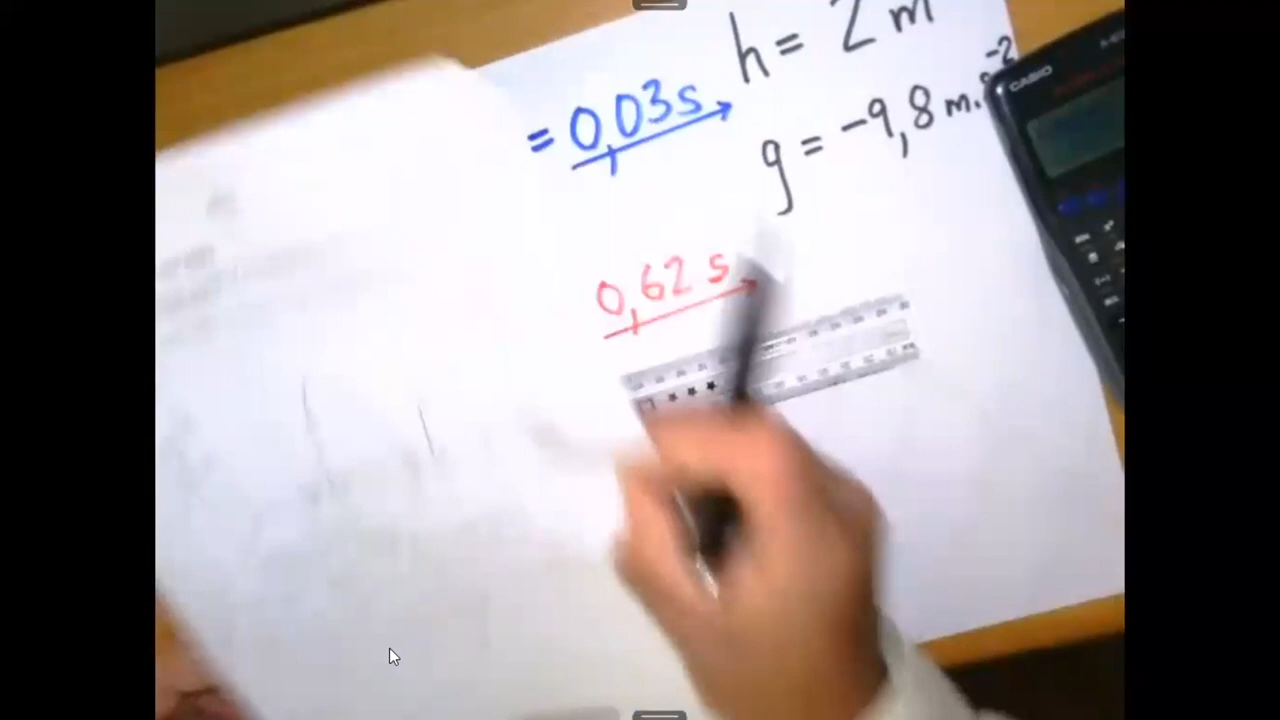 h = 2 m
= 0,03 s
g = -9,8 m.s-2
0,62 s
CASIO